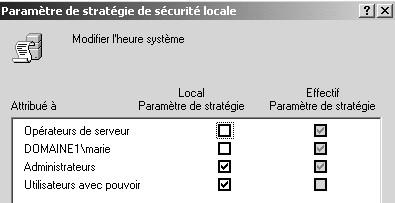 Paramètre de stratégie de sécurité locale
Modifier l'heure système
Local Effectif
Attribué à Paramètre de stratégie Paramètre de stratégie
Opérateurs de serveur
DOMAINE1\marie
Administrateurs
Utilisateurs avec pouvoir